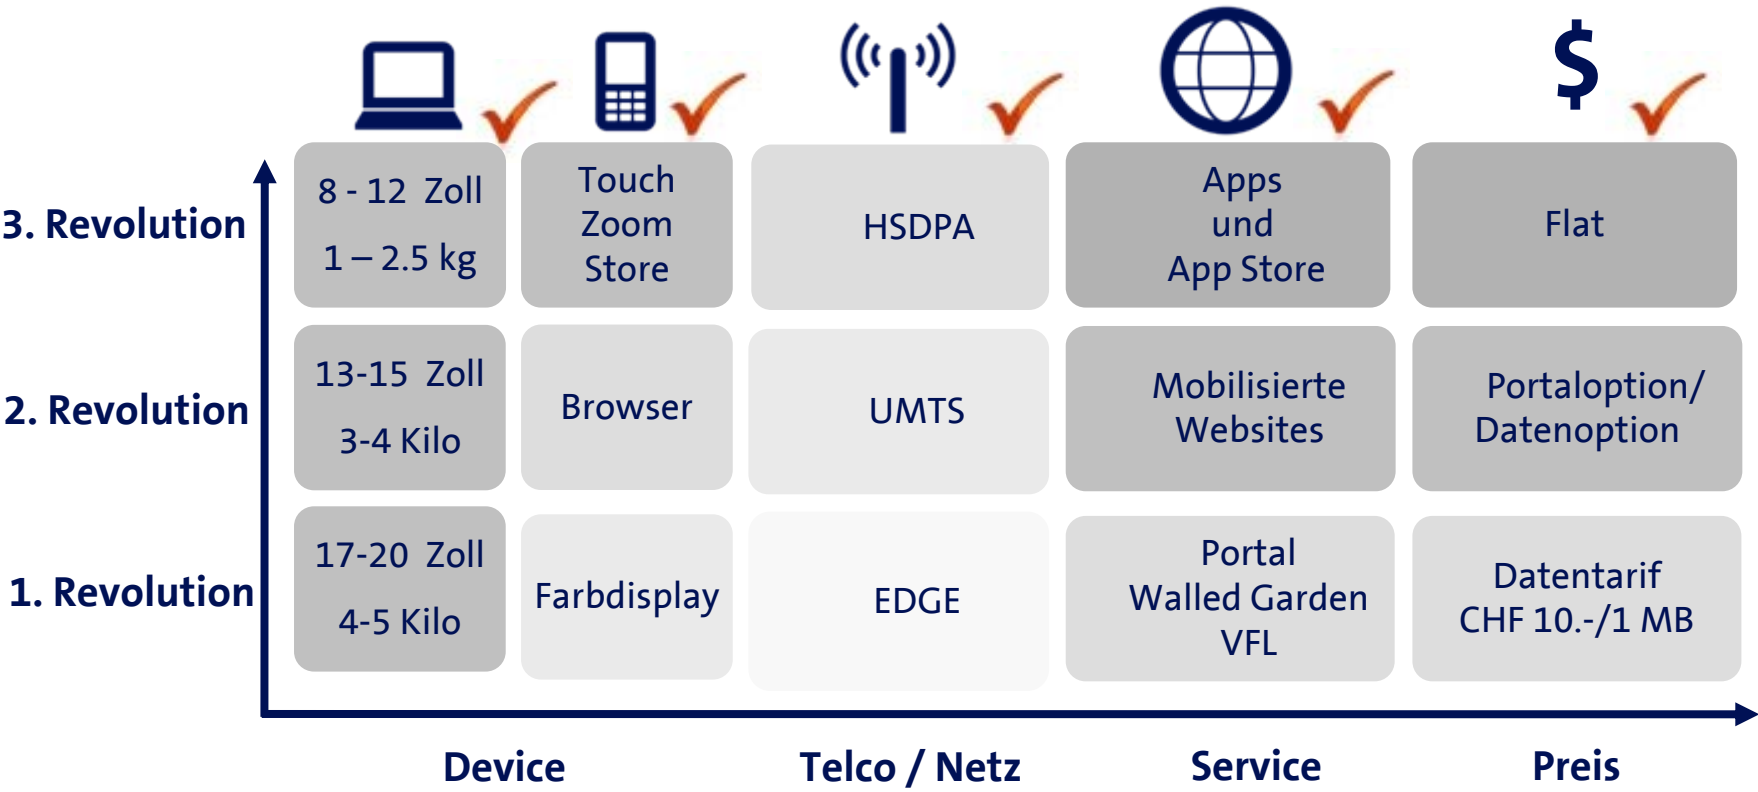 $
3. Revolution
8 - 12 Zoll
1 – 2.5 kg
Touch
Zoom
Store
HSDPA
Apps
und
App Store
Flat
2. Revolution
13-15 Zoll
3-4 Kilo
Browser
UMTS
Mobilisierte
Websites
Portaloption/
Datenoption
1. Revolution
17-20 Zoll
4-5 Kilo
Farbdisplay
EDGE
Portal
Walled Garden
VFL
Datentarif
CHF 10.-/1 MB
Device
Telco / Netz
Service
Preis